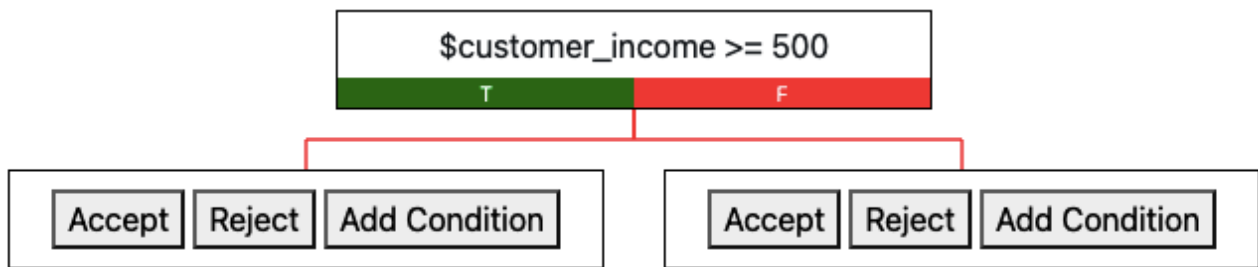 $customer_income >= 500
T F
Accept Reject Add Condition Accept Reject Add Condition